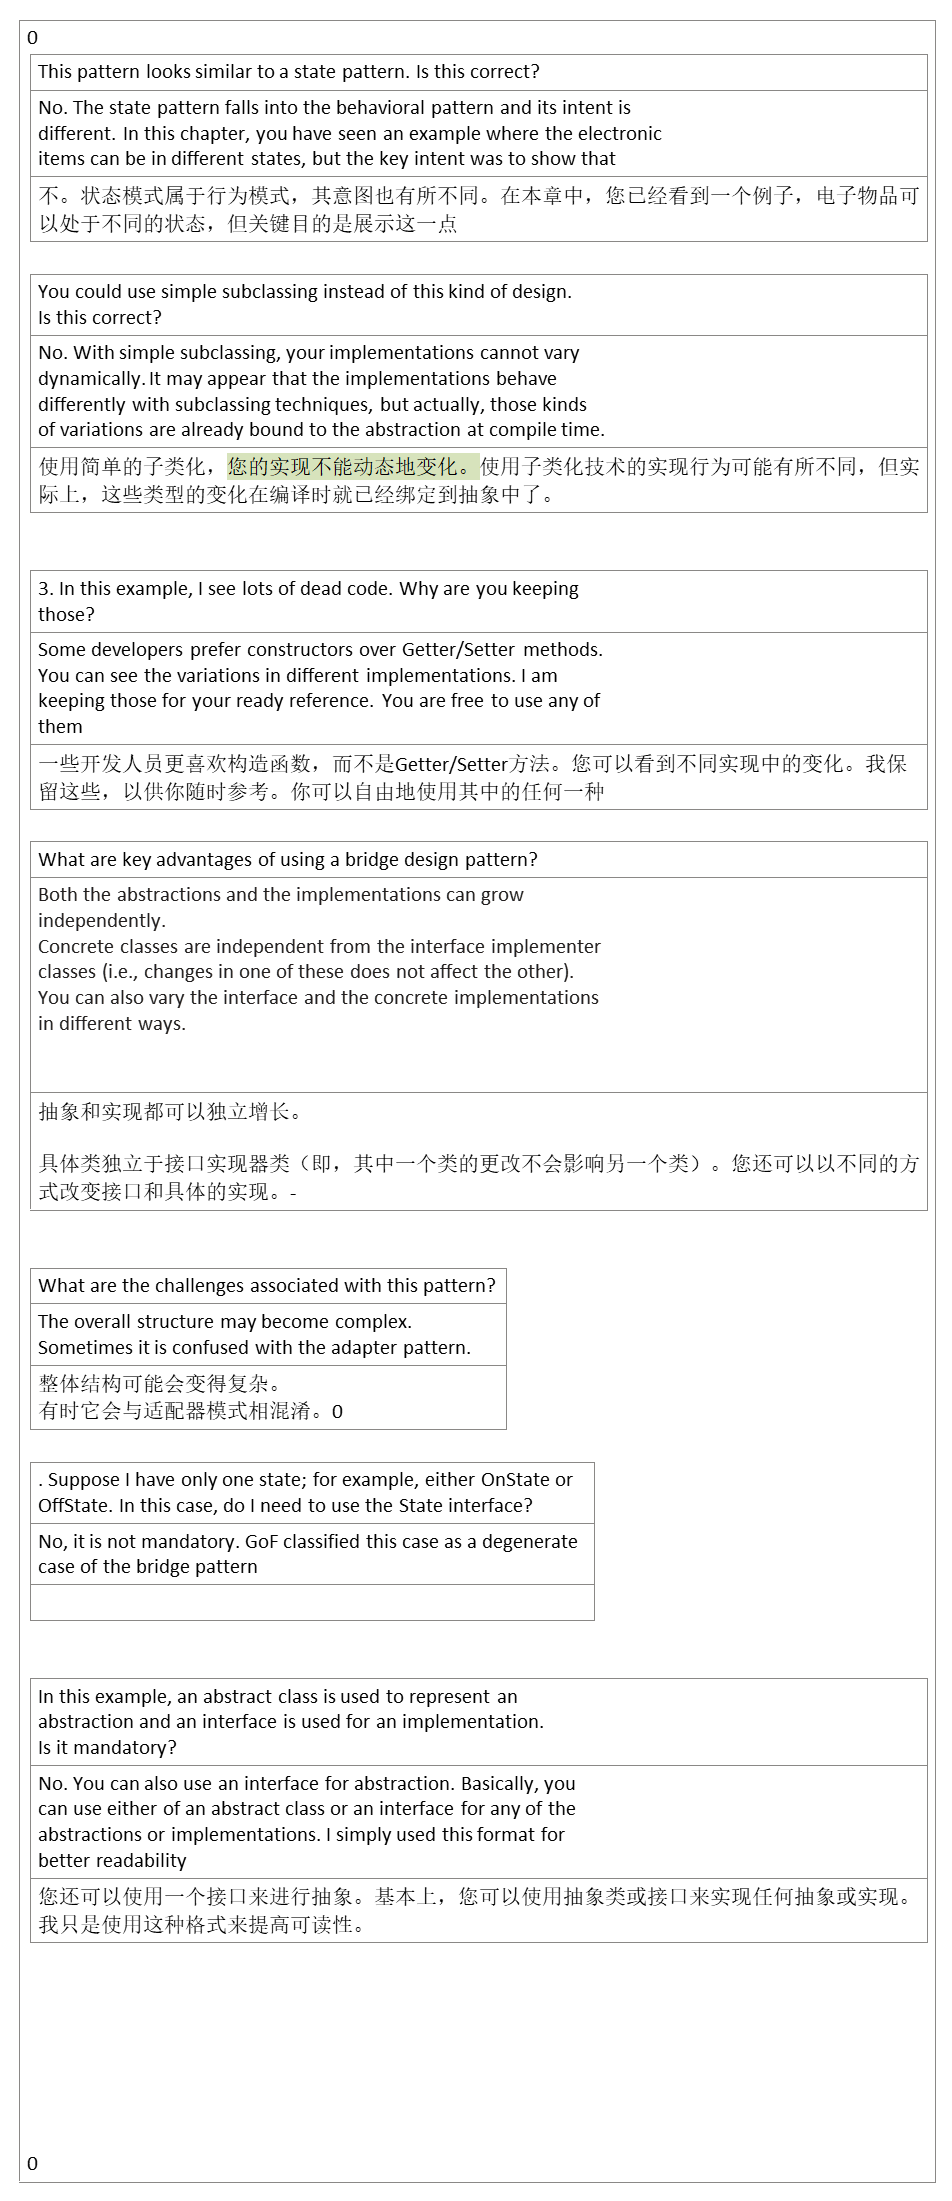 0
This pattern looks similar to a state pattern. Is this correct?
No. The state pattern falls into the behavioral pattern and its intent is
different. In this chapter, you have seen an example where the electronic
items can be in different states, but the key intent was to show that
不。状态模式属于行为模式，其意图也有所不同。在本章中，您已经看到一个例子，电子物品可
以处于不同的状态，但关键目的是展示这一点
You could use simple subclassing instead of this kind of design.
Is this correct?
No. With simple subclassing, your implementations cannot vary
dynamically. It may appear that the implementations behave
differently with subclassing techniques, but actually, those kinds
of variations are already bound to the abstraction at compile time.
使用简单的子类化，您的实现不能动态地变化。使用子类化技术的实现行为可能有所不同，但实
际上，这些类型的变化在编译时就已经绑定到抽象中了。
3. In this example, I see lots of dead code. Why are you keeping
those?
Some developers prefer constructors over Getter/Setter methods.
You can see the variations in different implementations. I am
keeping those for your ready reference. You are free to use any of
them
一些开发人员更喜欢构造函数，而不是Getter/Setter方法。您可以看到不同实现中的变化。我保
留这些，以供你随时参考。你可以自由地使用其中的任何一种
What are key advantages of using a bridge design pattern?
Both the abstractions and the implementations can grow
independently.
Concrete classes are independent from the interface implementer
classes (i.e., changes in one of these does not affect the other).
You can also vary the interface and the concrete implementations
in different ways.
抽象和实现都可以独立增长。
具体类独立于接口实现器类（即，其中一个类的更改不会影响另一个类）。您还可以以不同的方
式改变接口和具体的实现。-
What are the challenges associated with this pattern?
The overall structure may become complex.
Sometimes it is confused with the adapter pattern.
整体结构可能会变得复杂。
有时它会与适配器模式相混淆。0
. Suppose I have only one state; for example, either OnState or
OffState. In this case, do I need to use the State interface?
No, it is not mandatory. GoF classified this case as a degenerate
case of the bridge pattern
In this example, an abstract class is used to represent an
abstraction and an interface is used for an implementation.
Is it mandatory?
No. You can also use an interface for abstraction. Basically, you
can use either of an abstract class or an interface for any of the
abstractions or implementations. I simply used this format for
better readability
您还可以使用一个接口来进行抽象。基本上，您可以使用抽象类或接口来实现任何抽象或实现。
我只是使用这种格式来提高可读性。
0